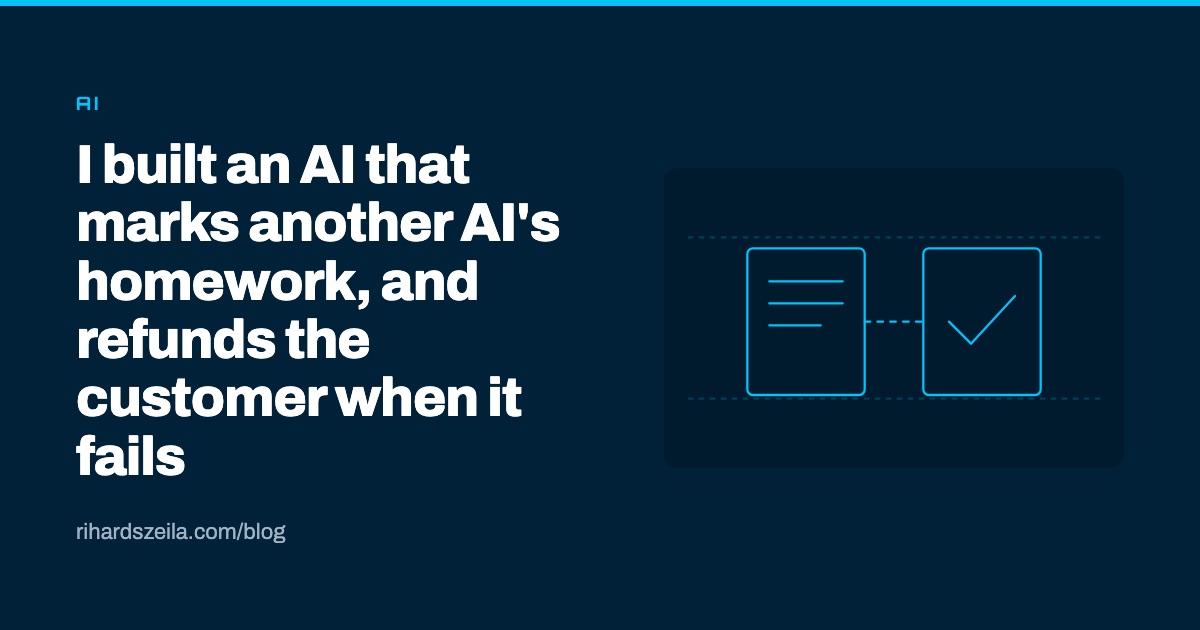 AI
I built an AI that
marks another AI's
homework, and
refunds the
customer when it
fails
rihardszeila.com/blog